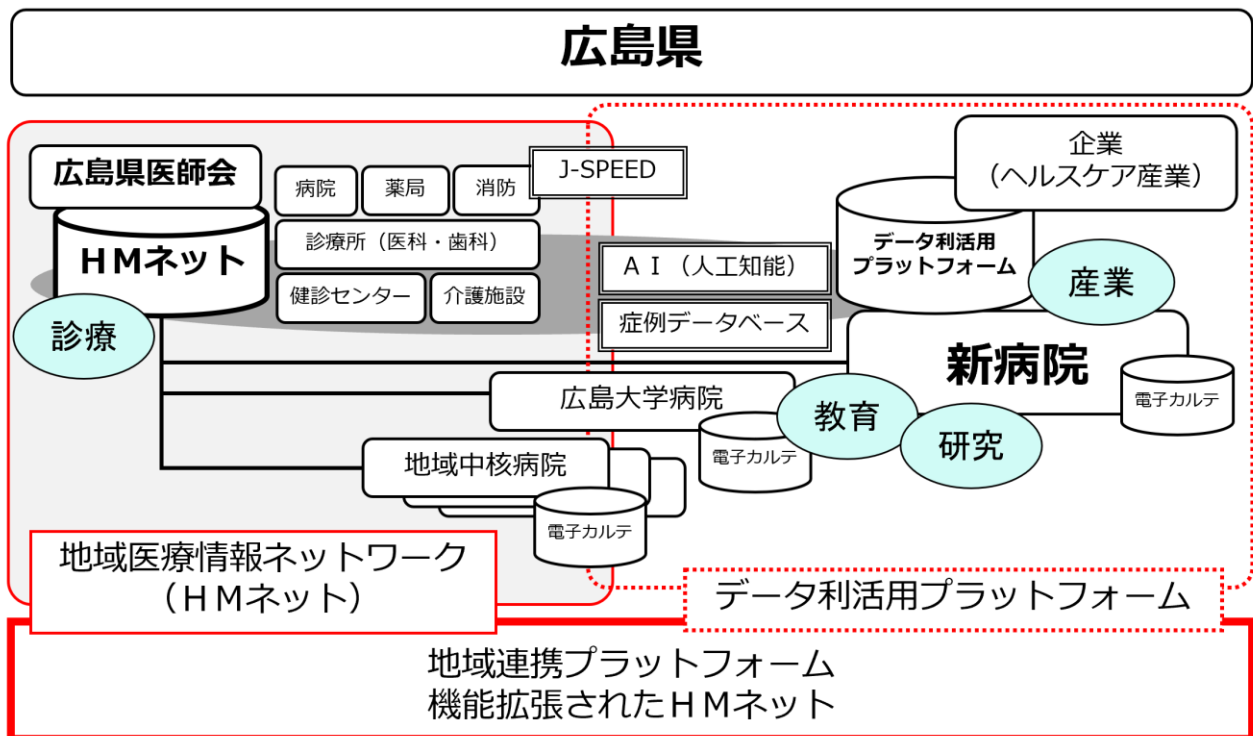 広島県
広島県医師会
HMネット
診療
病院
薬局
消防
診療所（医科・歯科）
健診センター
介護施設
J-SPEED
ＡＩ（人工知能）
症例データベース
企業
（ヘルスケア産業）
データ利活用
プラットフォーム
産業
新病院
電子カルテ
広島大学病院
電子カルテ
教育
研究
地域中核病院
電子カルテ
地域医療情報ネットワーク
（ＨＭネット）
データ利活用プラットフォーム
地域連携プラットフォーム
機能拡張されたＨＭネット